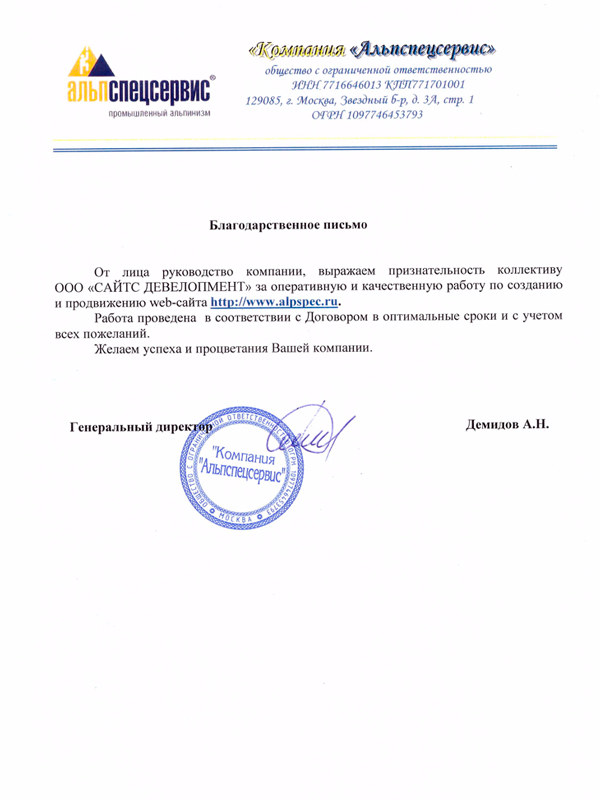 АЛЬПСПЕЦСЕРВИС®
промышленный альпинизм
«Компания «Альпспецсервис»
общество с ограниченной ответственностью
ИНН 7716646013 КПП771701001
129085, г. Москва, Звездный б-р, д. 3А, стр. 1
ОГРН 1097746453793
Благодарственное письмо
От лица руководство компании, выражаем признательность коллективу
ООО «САЙТС ДЕВЕЛОПМЕНТ» за оперативную и качественную работу по созданию
и продвижению web-сайта http://www.alpspec.ru.
Работа проведена в соответствии с Договором в оптимальные сроки и с учетом
всех пожеланий.
Желаем успеха и процветания Вашей компании.
Генеральный директор
Демидов А.Н.
ОБЩЕСТВО С ОГРАНИЧЕННОЙ ОТВЕТСТВЕННОСТЬЮ ОГРН 1097746453793
"Компания
"Альпспецсервис"
МОСКВА